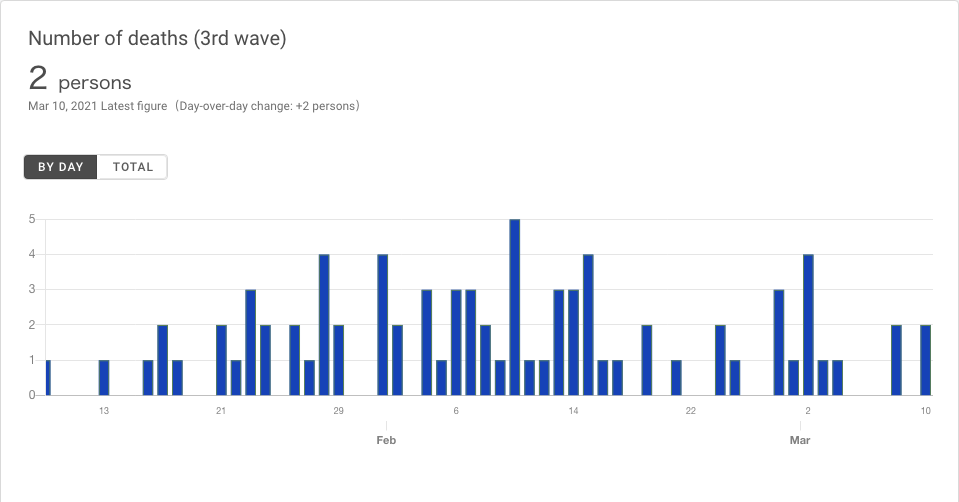 Number of deaths (3rd wave)
2 persons
Mar 10, 2021 Latest figure（Day-over-day change: +2 persons）
BY DAY TOTAL
5
4
3
2
1
0
13 21 29 6 14 22 2 10
Feb Mar